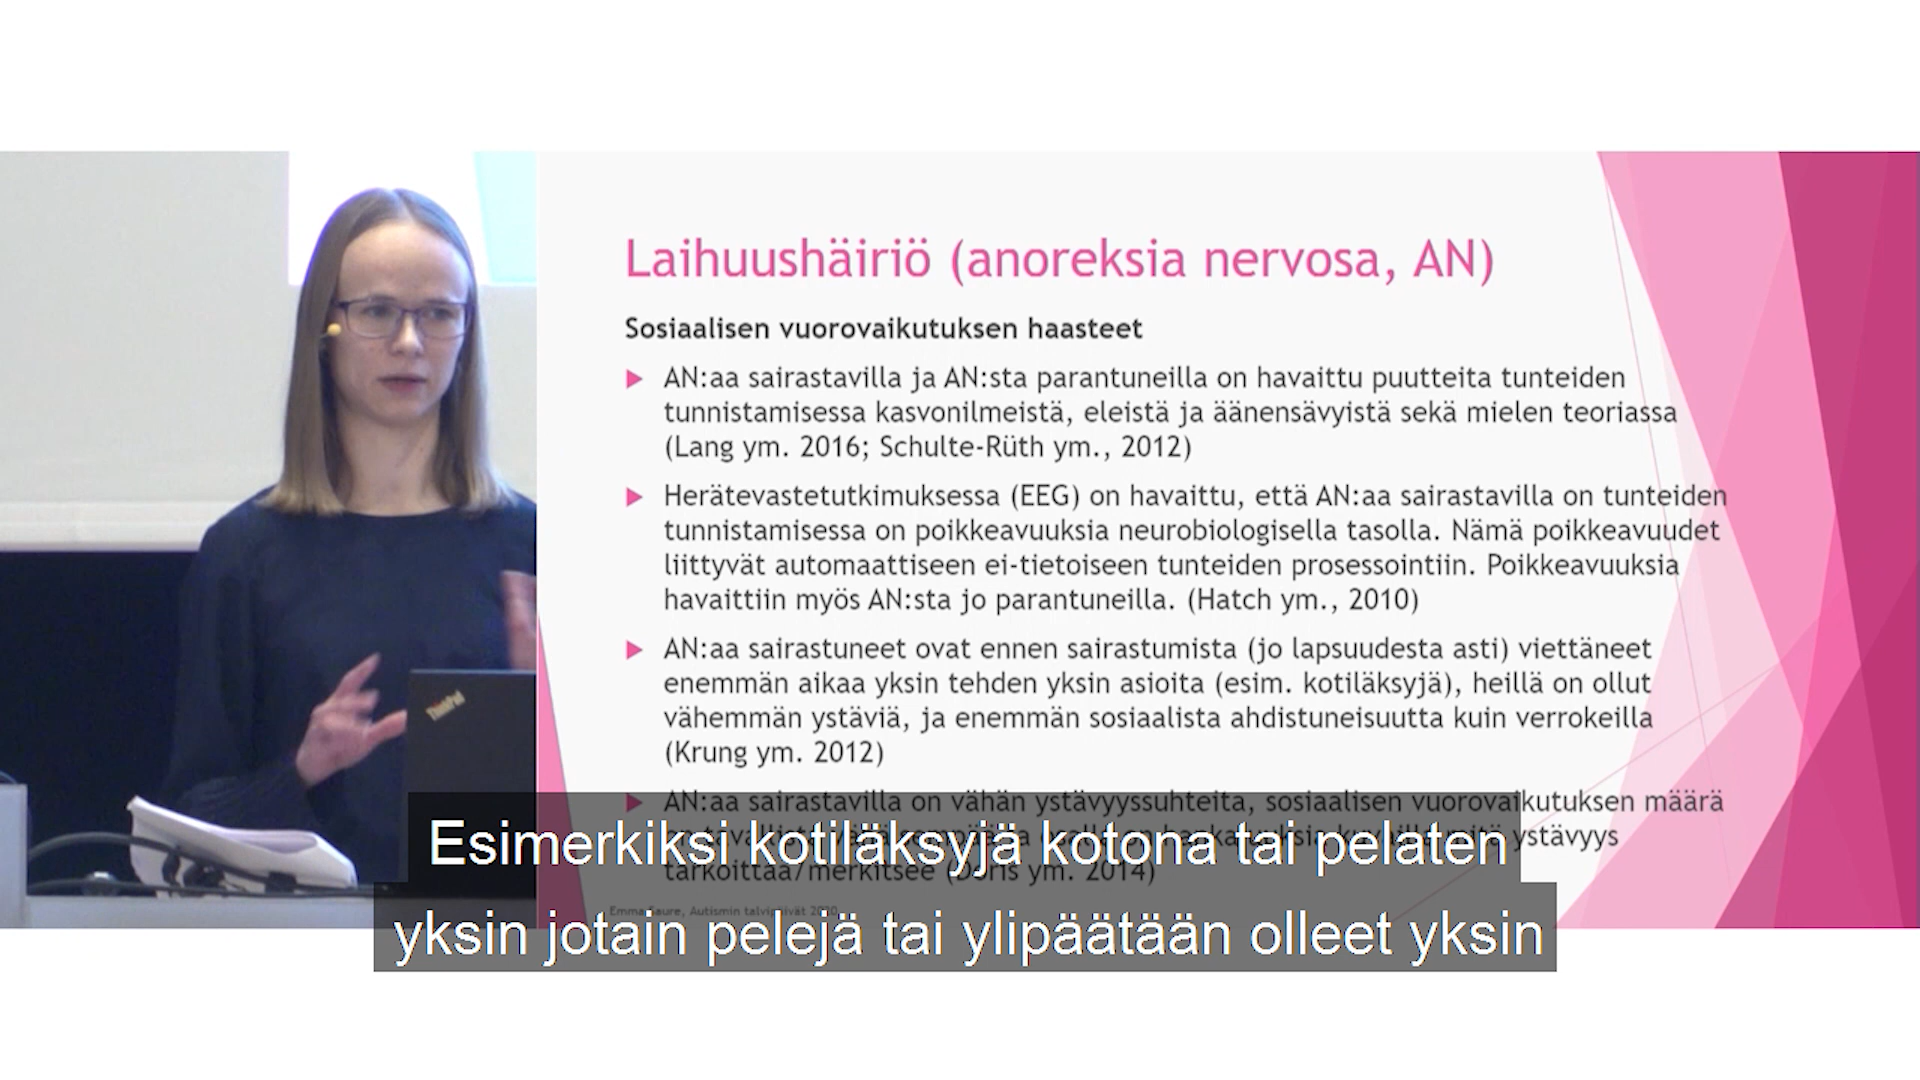 Laihuushäiriö (anoreksia nervosa, AN)
Sosiaalisen vuorovaikutuksen haasteet
AN:aa sairastavilla ja AN:sta parantuneilla on havaittu puutteita tunteiden
tunnistamisessa kasvonilmeistä, eleistä ja äänensävyistä sekä mielen teoriassa
(Lang ym. 2016; Schulte-Rüth ym., 2012)
Herätevastetutkimuksessa (EEG) on havaittu, että AN:aa sairastavilla on tunteiden
tunnistamisessa on poikkeavuuksia neurobiologisella tasolla. Nämä poikkeavuudet
liittyvät automaattiseen ei-tietoiseen tunteiden prosessointiin. Poikkeavuuksia
havaittiin myös AN:sta jo parantuneilla. (Hatch ym., 2010)
AN:aa sairastuneet ovat ennen sairastumista (jo lapsuudesta asti) viettäneet
enemmän aikaa yksin tehden yksin asioita (esim. kotiläksyjä), heillä on ollut
vähemmän ystäviä, ja enemmän sosiaalista ahdistuneisuutta kuin verrokeilla
(Krung ym. 2012)
AN:aa sairastavilla on vähän ystävyyssuhteita, sosiaalisen vuorovaikutuksen määrä
ystävyys
tarkoittaa/merkitsee (Doris ym. 2014)
Emma Saure, Autismin talvipäivät 2020
Esimerkiksi kotiläksyjä kotona tai pelaten
yksin jotain pelejä tai ylipäätään olleet yksin
ThinkPad